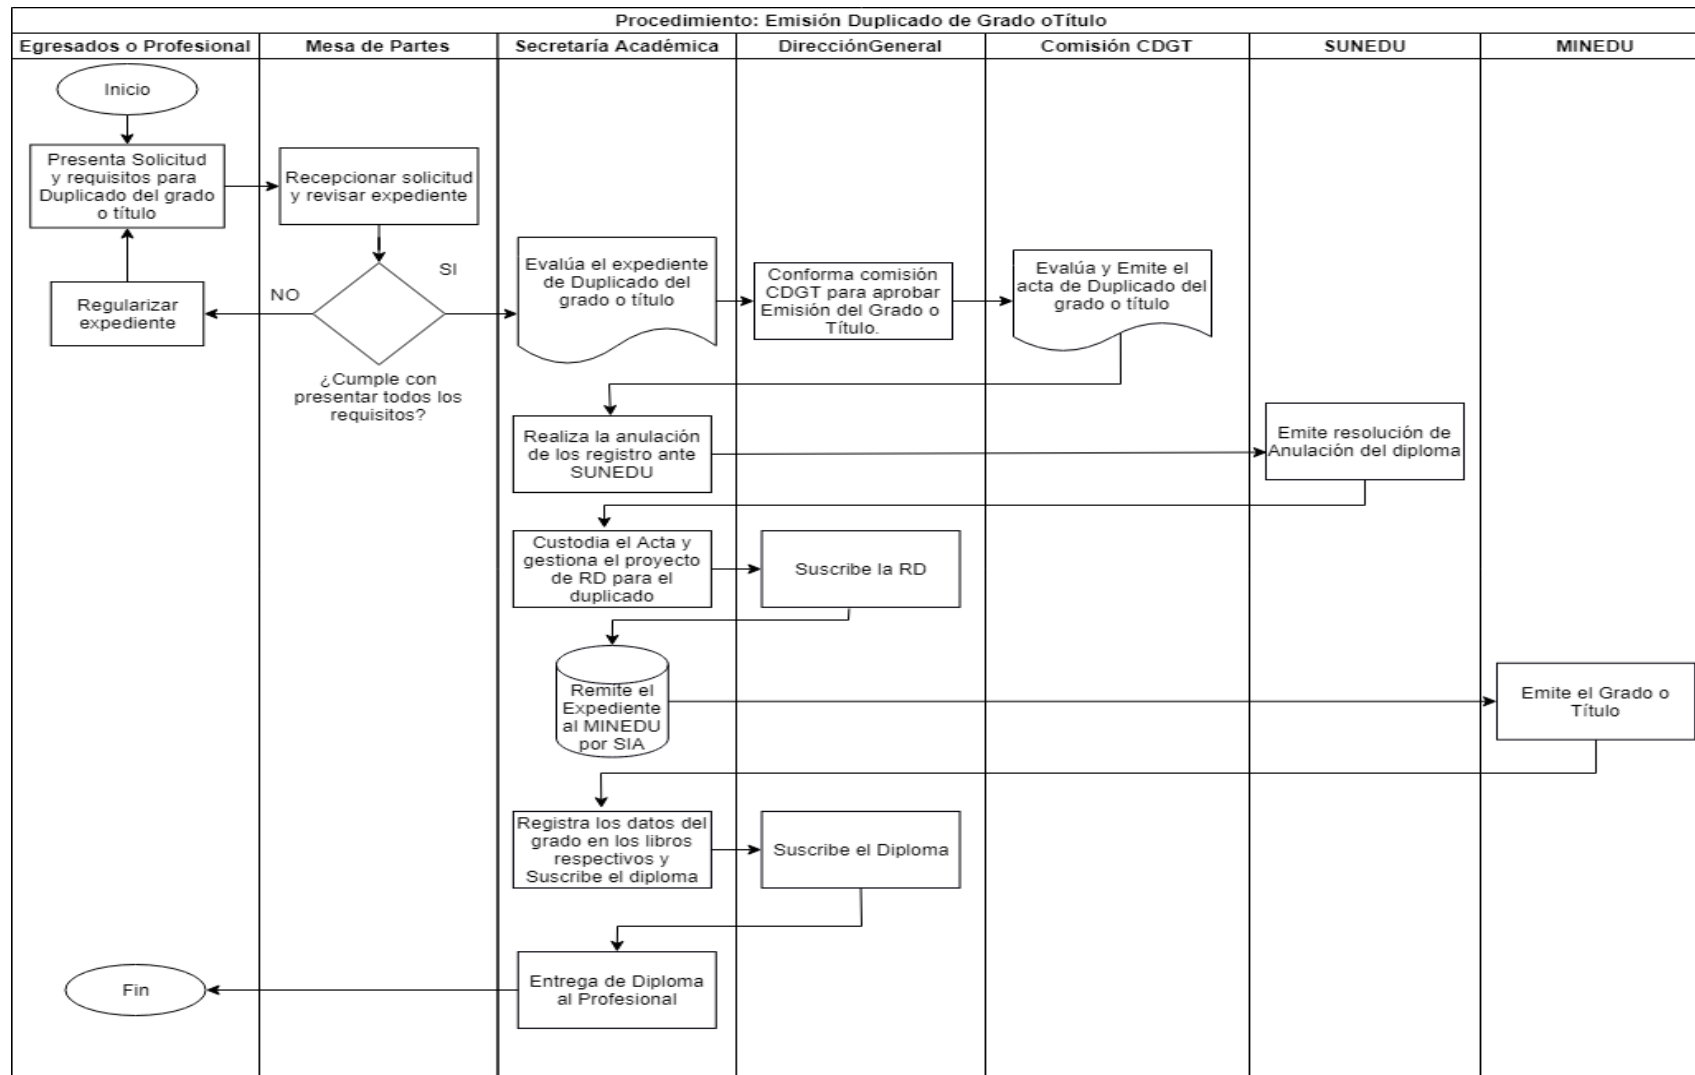 Procedimiento: Emisión Duplicado de Grado oTítulo
Egresados o Profesional
Mesa de Partes
Secretaría Académica
DirecciónGeneral
Comisión CDGT
SUNEDU
MINEDU
Inicio
Presenta Solicitud
y requisitos para
Duplicado del grado
o título
Recepcionar solicitud
y revisar expediente
SI
NO
Regularizar
expediente
¿Cumple con
presentar todos los
requisitos?
Evalúa el expediente
de Duplicado del
grado o título
Conforma comisión
CDGT para aprobar
Emisión del Grado o
Título.
Evalúa y Emite el
acta de Duplicado del
grado o título
Realiza la anulación
de los registro ante
SUNEDU
Emite resolución de
Anulación del diploma
Custodia el Acta y
gestiona el proyecto
de RD para el
duplicado
Suscribe la RD
Remite el
Expediente
al MINEDU
por SIA
Emite el Grado o
Título
Registra los datos del
grado en los libros
respectivos y
Suscribe el diploma
Suscribe el Diploma
Entrega de Diploma
al Profesional
Fin